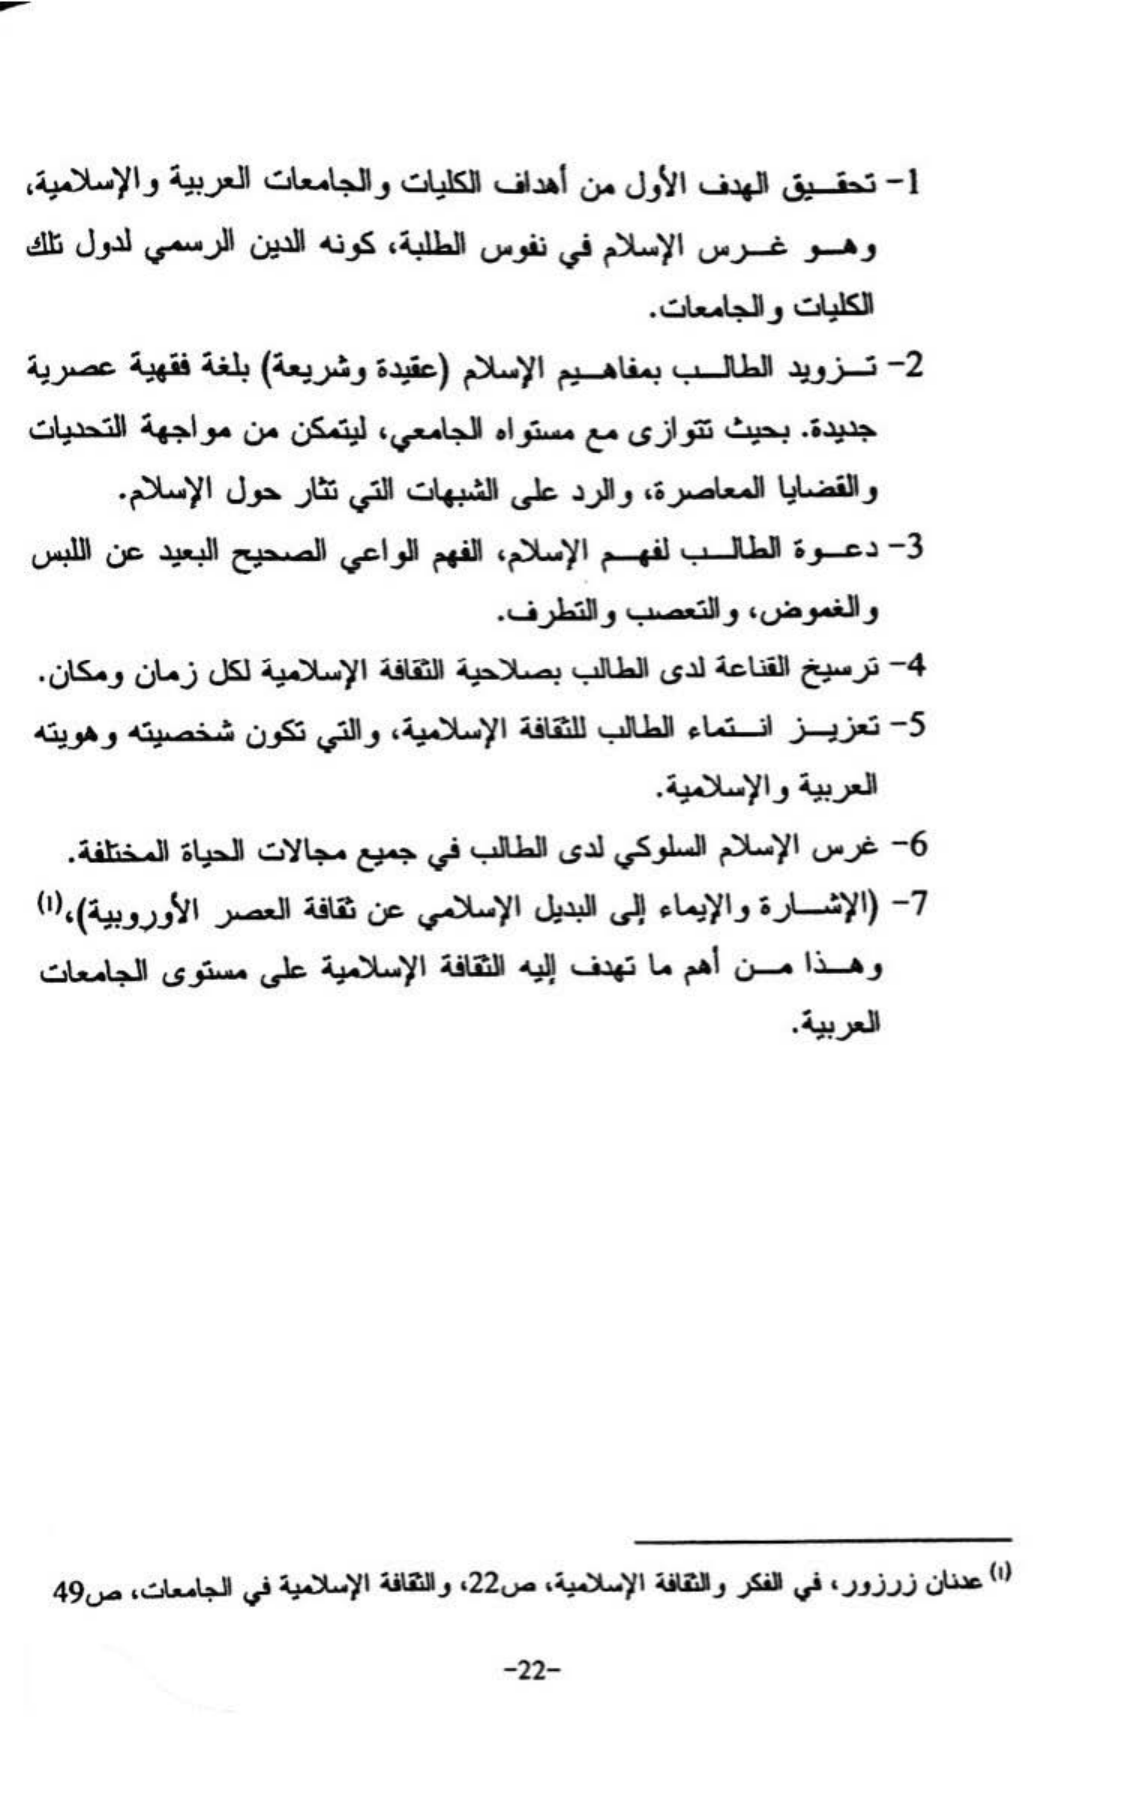 1- تحقيق الهدف الأول من أهداف الكليات والجامعات العربية والإسلامية،
وهو غرس الإسلام في نفوس الطلبة، كونه الدين الرسمي لدول تلك
الكليات والجامعات.
2- تزويد الطالب بمفاهيم الإسلام (عقيدة وشريعة) بلغة فقهية عصرية
جديدة. بحيث تتوازى مع مستواه الجامعي، ليتمكن من مواجهة التحديات
والقضايا المعاصرة، والرد على الشبهات التي تثار حول الإسلام.
3- دعوة الطالب لفهم الإسلام، الفهم الواعي الصحيح البعيد عن اللبس
والغموض، والتعصب والتطرف.
4- ترسيخ القناعة لدى الطالب بصلاحية الثقافة الإسلامية لكل زمان ومكان.
5- تعزيز انتماء الطالب للثقافة الإسلامية، والتي تكون شخصيته وهويته
العربية والإسلامية.
6- غرس الإسلام السلوكي لدى الطالب في جميع مجالات الحياة المختلفة.
7- (الإشارة والإيماء إلى البديل الإسلامي عن ثقافة العصر الأوروبية)،(١)
وهذا من أهم ما تهدف إليه الثقافة الإسلامية على مستوى الجامعات
العربية.
(١) عدنان زرزور، في الفكر والثقافة الإسلامية، ص22، والثقافة الإسلامية في الجامعات، ص49
-22-